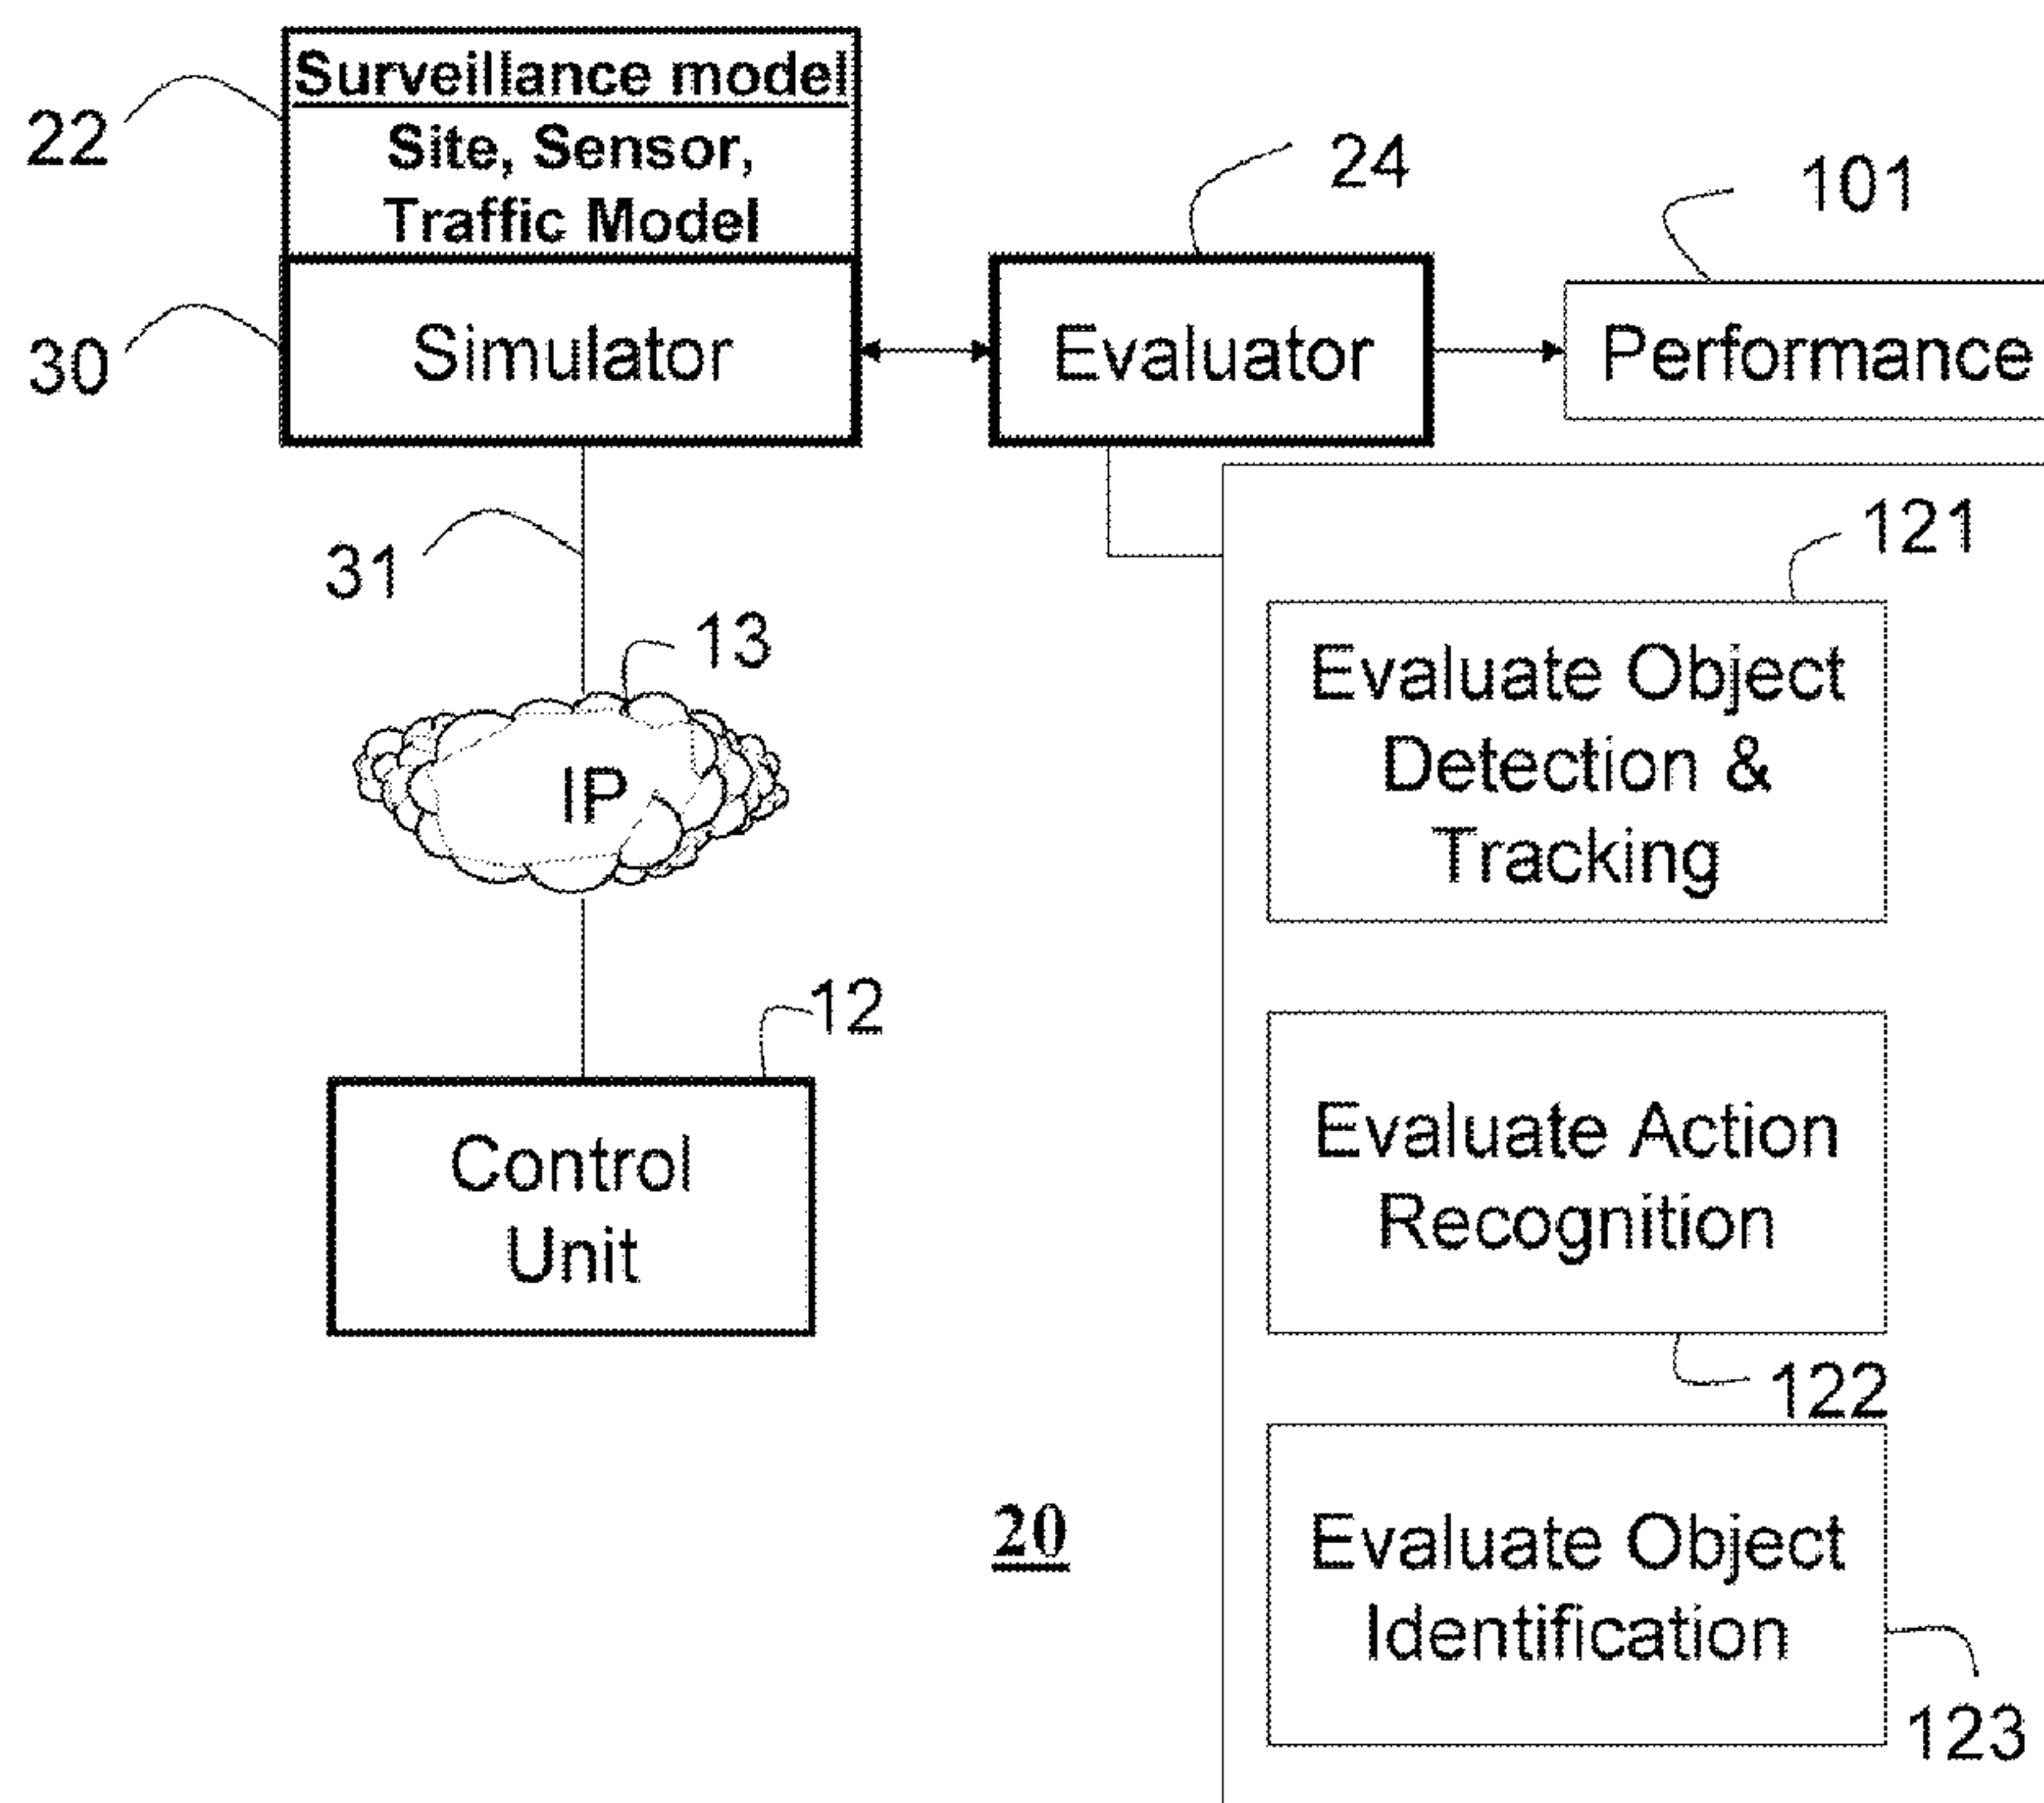 Surveillance model
22
Site, Sensor,
Traffic Model
24
101
30
Simulator
Evaluator
Performance
31
13
IP
12
Control
Unit
121
Evaluate Object
Detection &
Tracking
Evaluate Action
Recognition
122
20
Evaluate Object
Identification
123